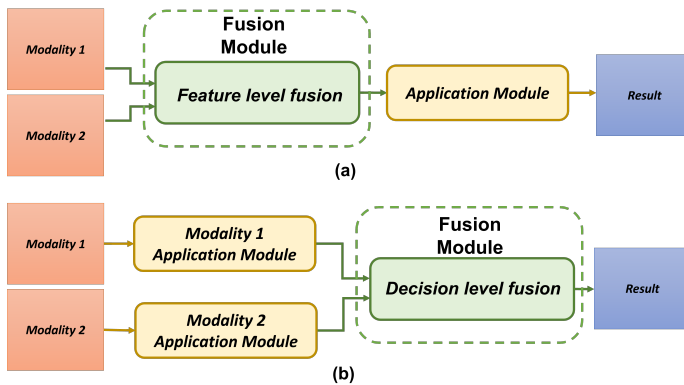 Modality 1
Modality 2
Fusion
Module
Feature level fusion
Application Module
Result
(a)
Modality 1
Modality 2
Modality 1
Application Module
Modality 2
Application Module
Fusion
Module
Decision level fusion
Result
(b)